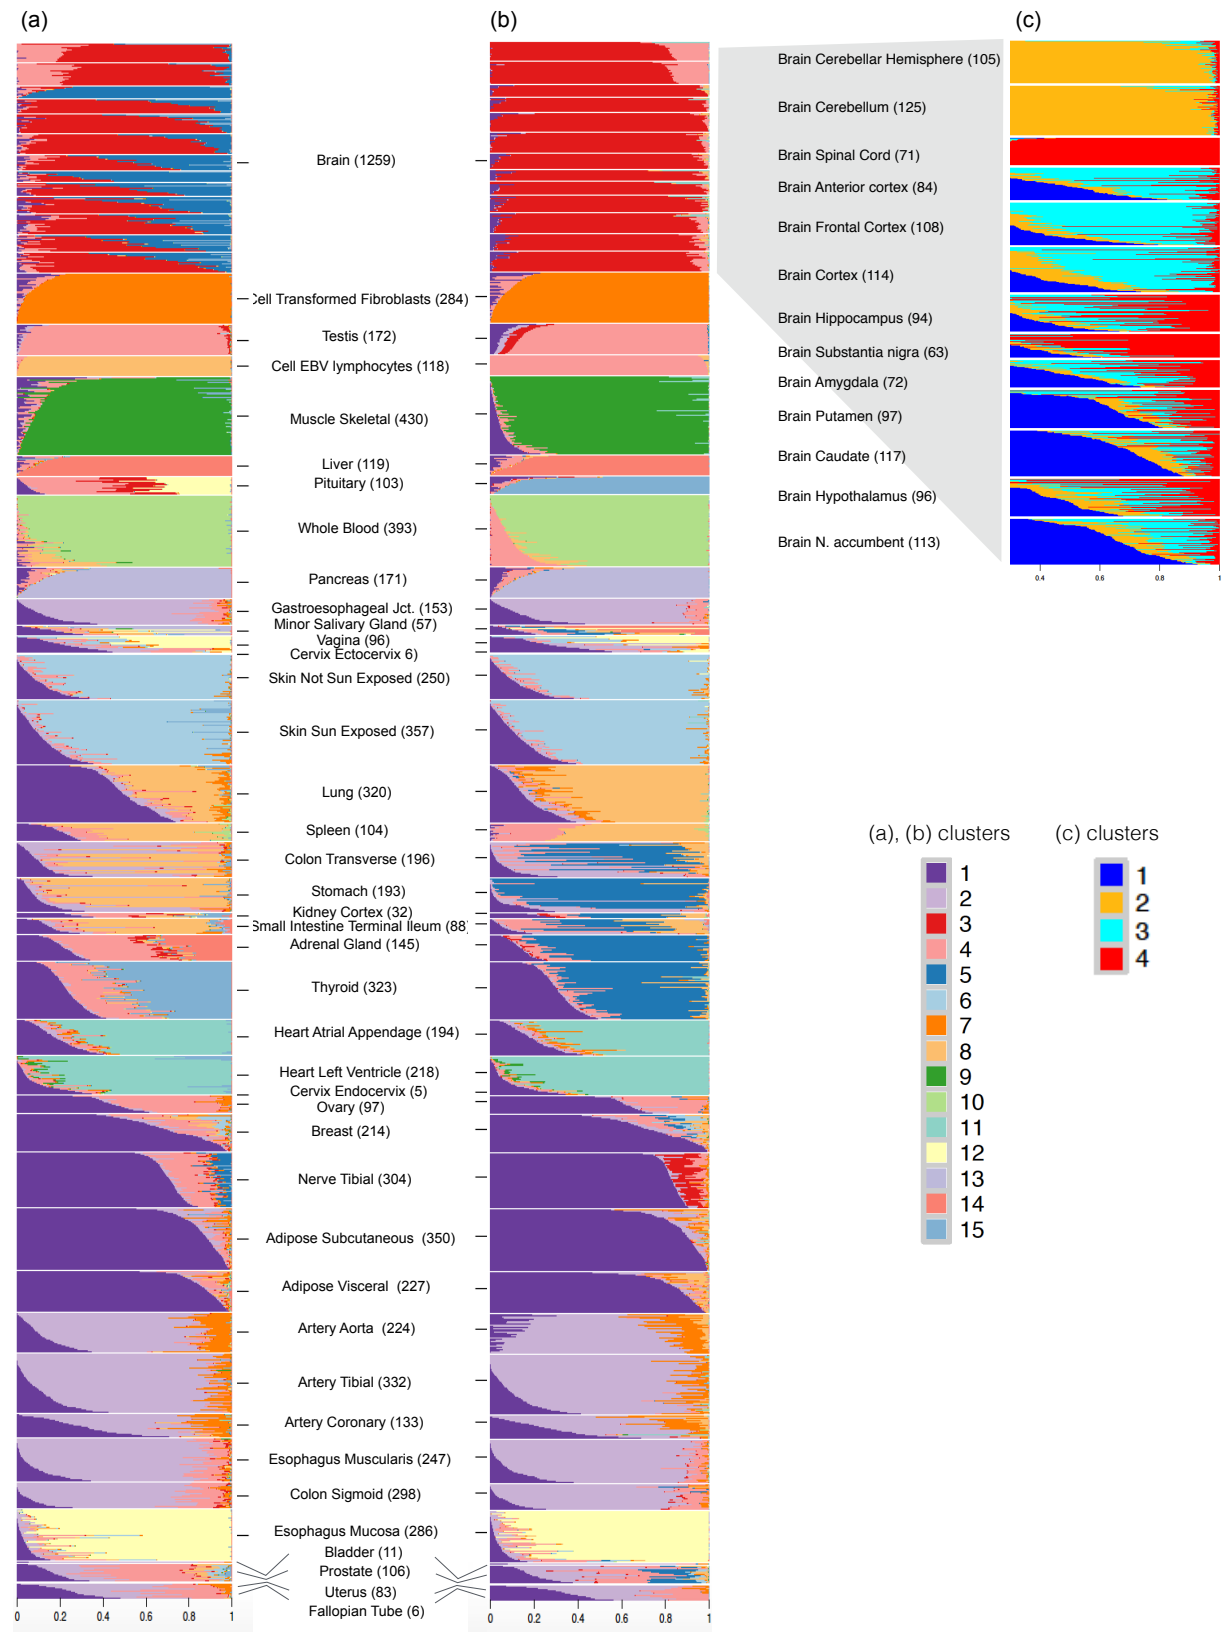 (a)
(b)
(c)
Brain (1259)
Cell Transformed Fibroblasts (284)
Testis (172)
Cell EBV lymphocytes (118)
Muscle Skeletal (430)
Liver (119)
Pituitary (103)
Whole Blood (393)
Pancreas (171)
Gastroesophageal Jct. (153)
Minor Salivary Gland (57)
Vagina (96)
Cervix Ectocervix 6)
Skin Not Sun Exposed (250)
Skin Sun Exposed (357)
Lung (320)
Spleen (104)
Colon Transverse (196)
Stomach (193)
Kidney Cortex (32)
Small Intestine Terminal Ileum (88)
Adrenal Gland (145)
Thyroid (323)
Heart Atrial Appendage (194)
Heart Left Ventricle (218)
Cervix Endocervix (5)
Ovary (97)
Breast (214)
Nerve Tibial (304)
Adipose Subcutaneous (350)
Adipose Visceral (227)
Artery Aorta (224)
Artery Tibial (332)
Artery Coronary (133)
Esophagus Muscularis (247)
Colon Sigmoid (298)
Esophagus Mucosa (286)
Bladder (11)
Prostate (106)
Uterus (83)
Fallopian Tube (6)
0 0.2 0.4 0.6 0.8 1
0 0.2 0.4 0.6 0.8 1
Brain Cerebellar Hemisphere (105)
Brain Cerebellum (125)
Brain Spinal Cord (71)
Brain Anterior cortex (84)
Brain Frontal Cortex (108)
Brain Cortex (114)
Brain Hippocampus (94)
Brain Substantia nigra (63)
Brain Amygdala (72)
Brain Putamen (97)
Brain Caudate (117)
Brain Hypothalamus (96)
Brain N. accumbent (113)
0.4 0.6 0.8 1
(a), (b) clusters
1
2
3
4
5
6
7
8
9
10
11
12
13
14
15
(c) clusters
1
2
3
4